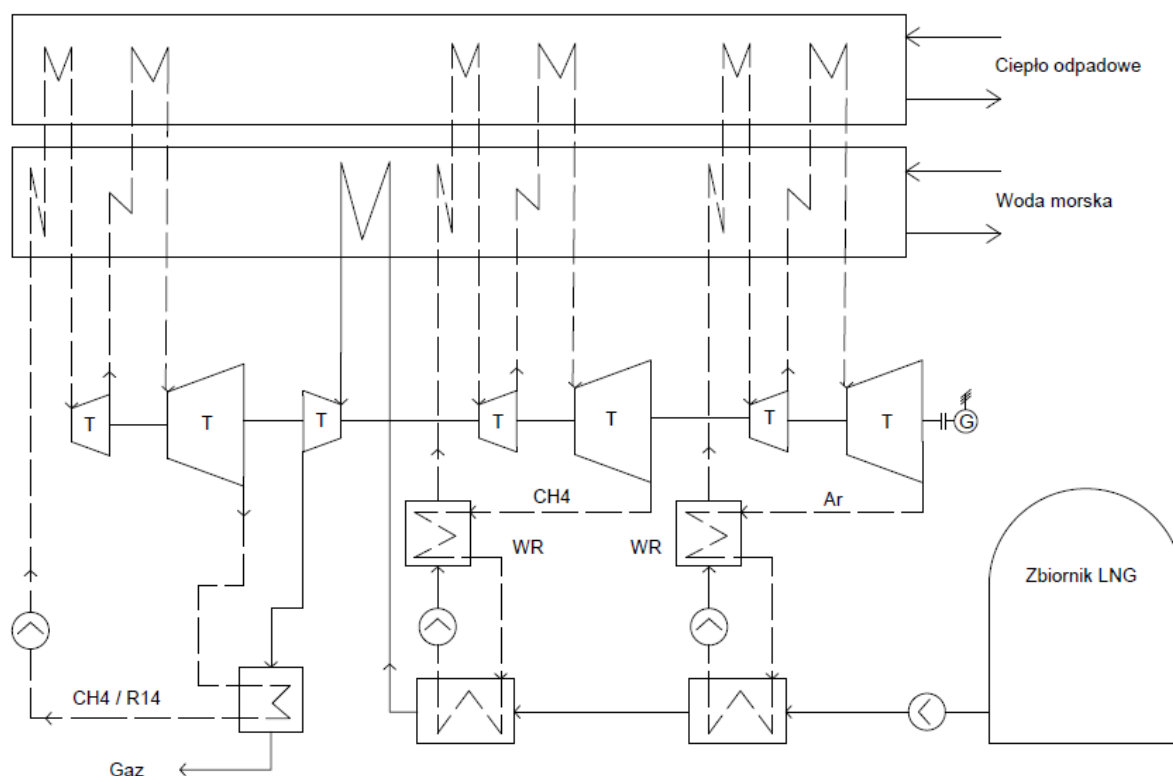 Ciepło odpadowe
Woda morska
T
T
T
T
T
T
T
G
CH4
Ar
WR
WR
Zbiornik LNG
CH4 / R14
Gaz